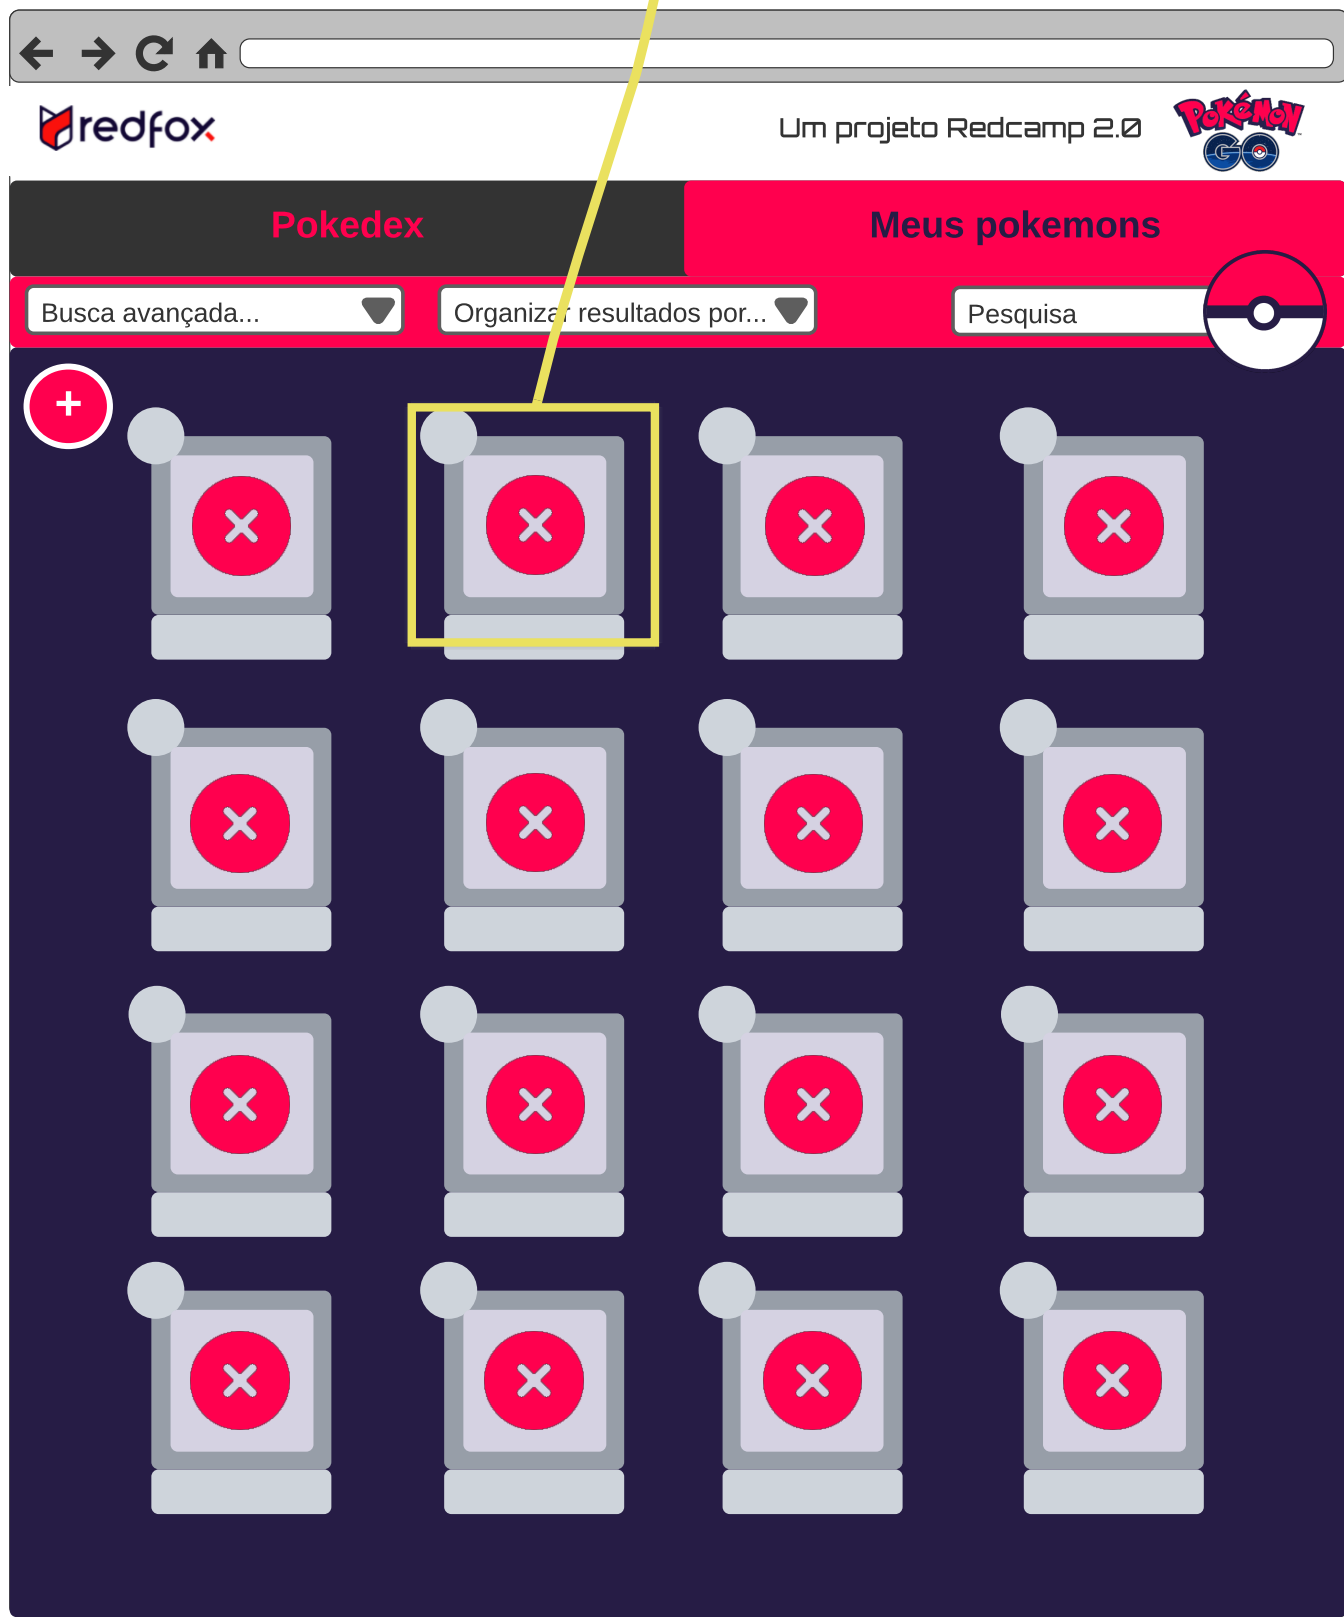 redfox
Um projeto Redcamp 2.0
POKéMON
GO
Pokedex
Meus pokemons
Busca avançada...
Organizar resultados por...
Pesquisa
+